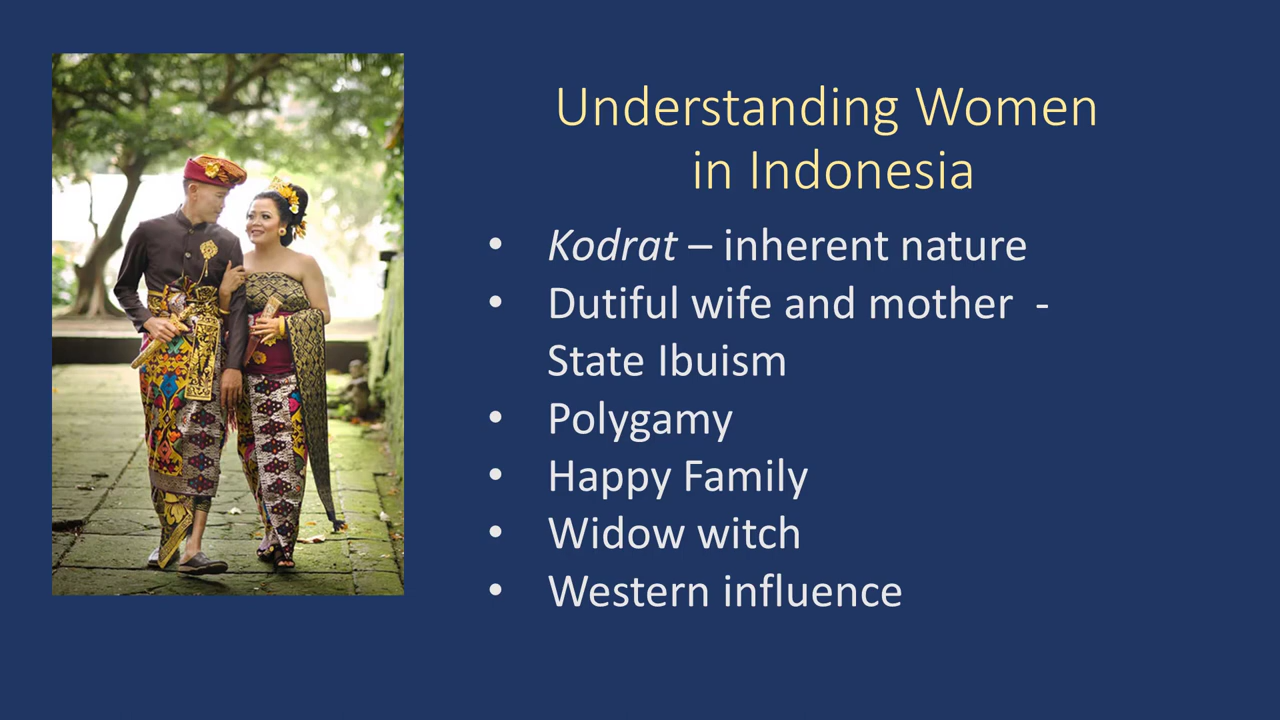 Understanding Women
in Indonesia
• Kodrat – inherent nature
• Dutiful wife and mother  -
State Ibuism
• Polygamy
• Happy Family
• Widow witch
• Western influence